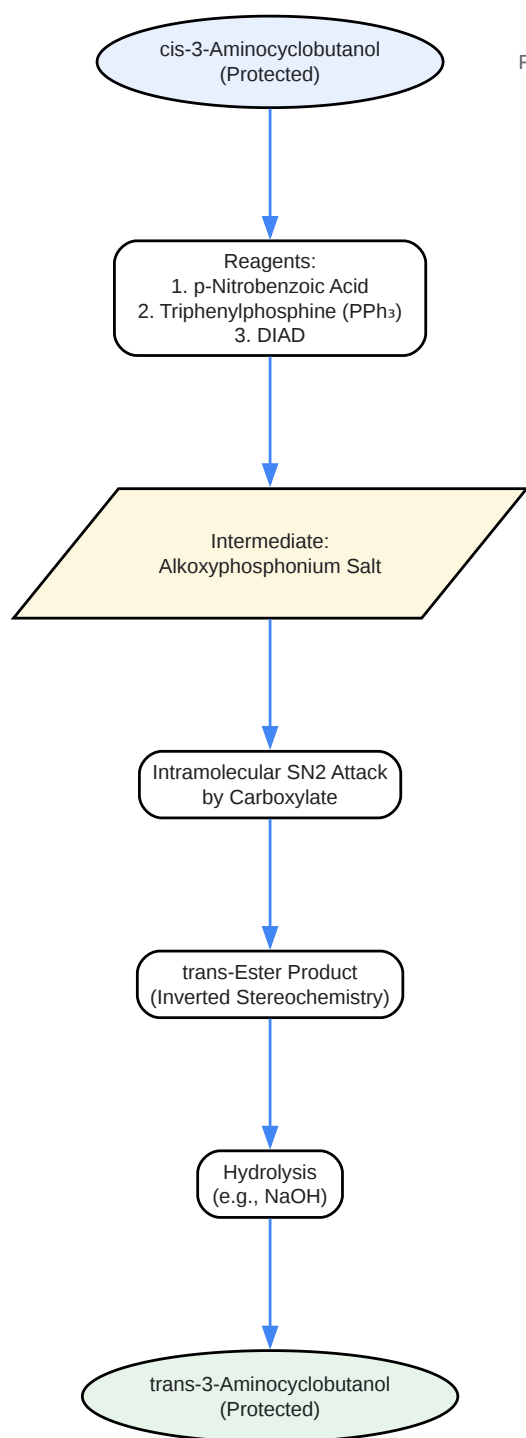 cis-3-Aminocyclobutanol
(Protected)
Reagents:
1. p-Nitrobenzoic Acid
2. Triphenylphosphine (PPh₃)
3. DIAD
Intermediate:
Alkoxyphosphonium Salt
Intramolecular SN2 Attack
by Carboxylate
trans-Ester Product
(Inverted Stereochemistry)
Hydrolysis
(e.g., NaOH)
trans-3-Aminocyclobutanol
(Protected)